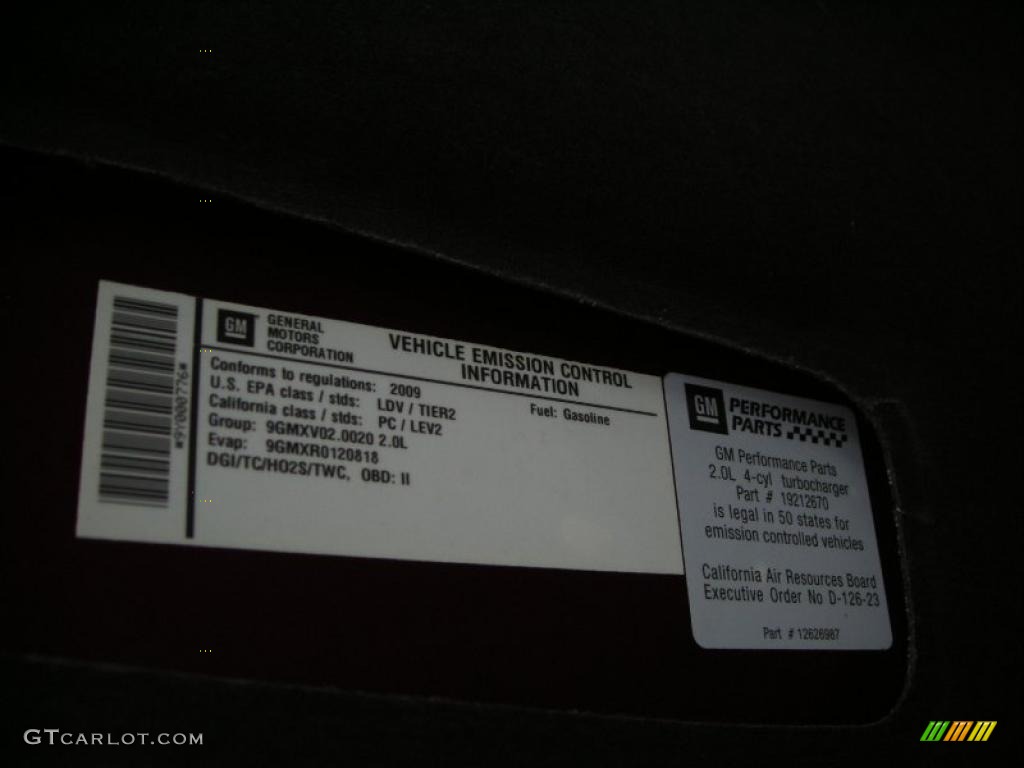 *9Y000776*
GM
GENERAL
MOTORS
CORPORATION
VEHICLE EMISSION CONTROL
INFORMATION
Conforms to regulations: 2009
Fuel: Gasoline
U.S. EPA class / stds: LDV / TIER2
California class / stds: PC / LEV2
Group: 9GMXV02.0020 2.0L
Evap: 9GMXR0120818
DGI/TC/HO2S/TWC, OBD: II
GM
PERFORMANCE
PARTS
GM Performance Parts
2.0L 4-cyl turbocharger
Part # 19212670
is legal in 50 states for
emission controlled vehicles
California Air Resources Board
Executive Order No D-126-23
Part # 12626987
GTCARLOT.COM